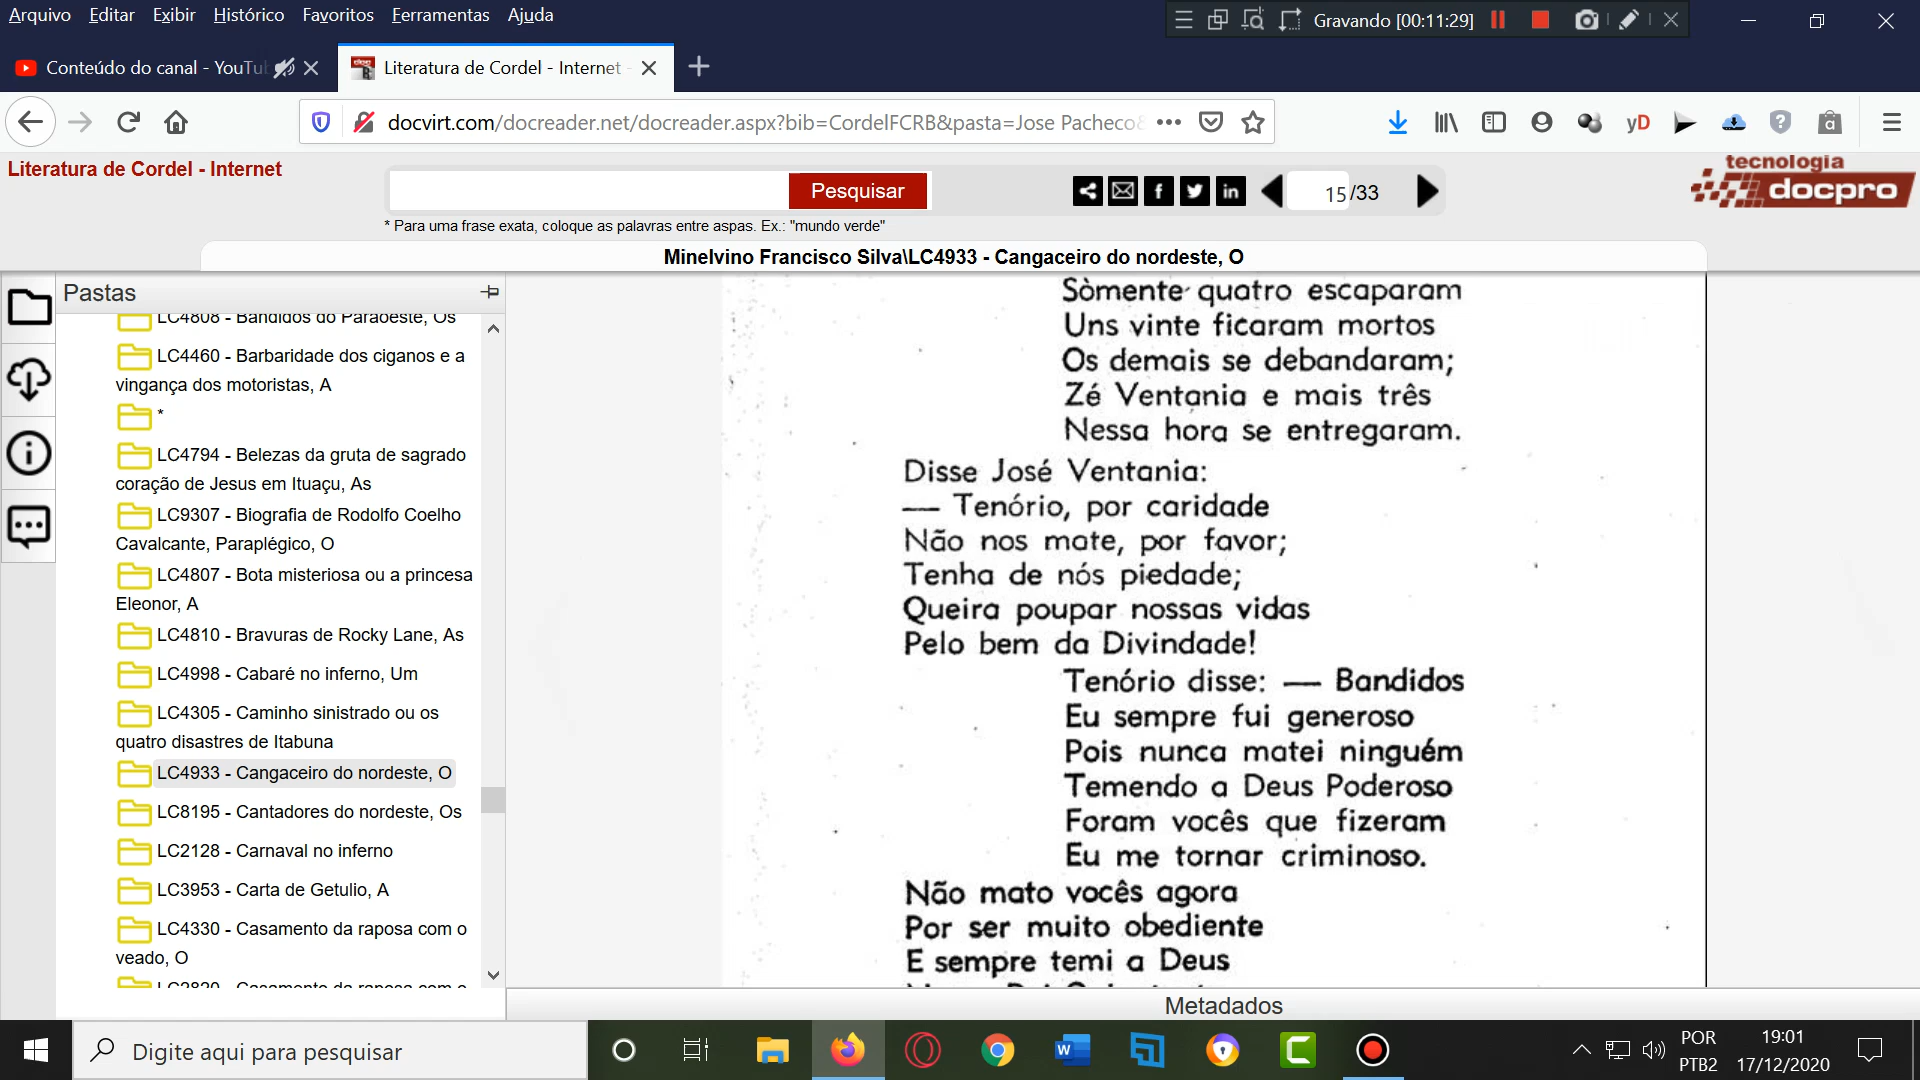 Arquivo Editar Exibir Histórico Favoritos Ferramentas Ajuda
Gravando [00:11:29]
Conteúdo do canal - YouTu
Literatura de Cordel - Internet -
docvirt.com/docreader.net/docreader.aspx?bib=CordelFCRB&pasta=Jose Pacheco&
yD
Literatura de Cordel - Internet
Pesquisar
15/33
tecnologia
docpro
* Para uma frase exata, coloque as palavras entre aspas. Ex.: "mundo verde"
Minelvino Francisco Silva\LC4933 - Cangaceiro do nordeste, O
Pastas
LC4808 - Bandidos do Paraoeste, Os
LC4460 - Barbaridade dos ciganos e a
vingança dos motoristas, A
*
LC4794 - Belezas da gruta de sagrado
coração de Jesus em Ituaçu, As
LC9307 - Biografia de Rodolfo Coelho
Cavalcante, Paraplégico, O
LC4807 - Bota misteriosa ou a princesa
Eleonor, A
LC4810 - Bravuras de Rocky Lane, As
LC4998 - Cabaré no inferno, Um
LC4305 - Caminho sinistrado ou os
quatro disastres de Itabuna
LC4933 - Cangaceiro do nordeste, O
LC8195 - Cantadores do nordeste, Os
LC2128 - Carnaval no inferno
LC3953 - Carta de Getulio, A
LC4330 - Casamento da raposa com o
veado, O
Sòmente quatro escaparam
Uns vinte ficaram mortos
Os demais se debandaram;
Zé Ventania e mais três
Nessa hora se entregaram.
Disse José Ventania:
— Tenório, por caridade
Não nos mate, por favor;
Tenha de nós piedade;
Queira poupar nossas vidas
Pelo bem da Divindade!
Tenório disse: — Bandidos
Eu sempre fui generoso
Pois nunca matei ninguém
Temendo a Deus Poderoso
Foram vocês que fizeram
Eu me tornar criminoso.
Não mato vocês agora
Por ser muito obediente
E sempre temi a Deus
Metadados
Digite aqui para pesquisar
POR
PTB2
19:01
17/12/2020